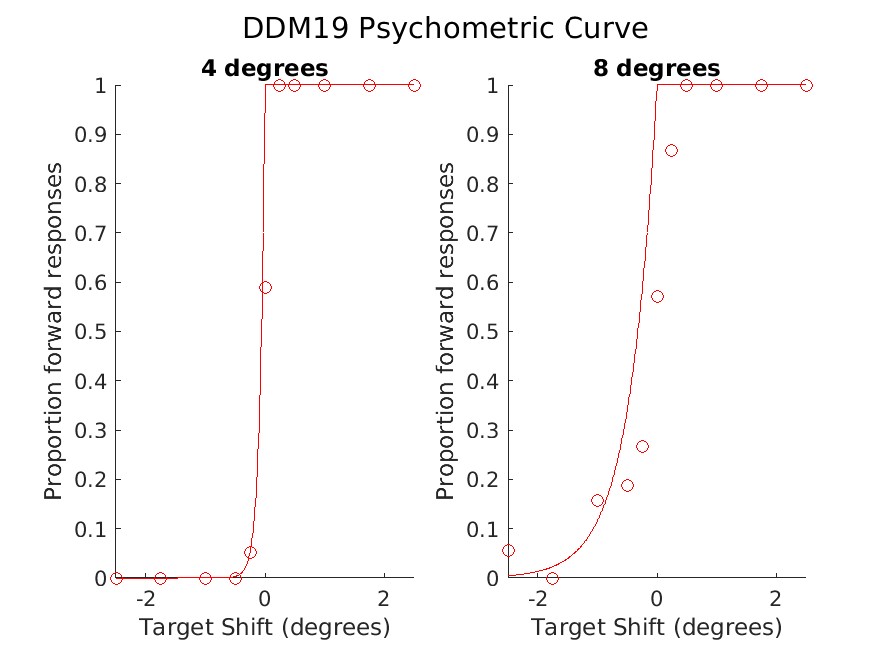 DDM19 Psychometric Curve
4 degrees
1
0.9
0.8
0.7
0.6
0.5
0.4
0.3
0.2
0.1
0
-2 0 2
Proportion forward responses
Target Shift (degrees)
8 degrees
1
0.9
0.8
0.7
0.6
0.5
0.4
0.3
0.2
0.1
0
-2 0 2
Proportion forward responses
Target Shift (degrees)